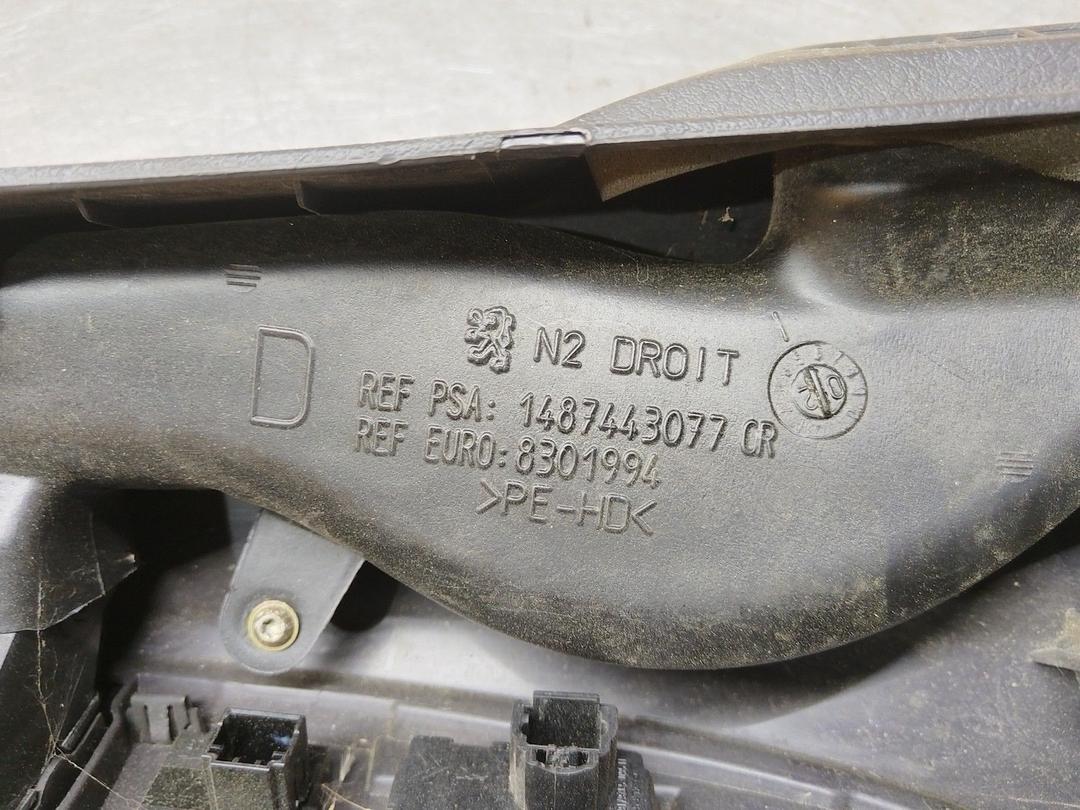 D
N2 DROIT
REF PSA: 1487443077 CR
REF EURO: 8301994
>PE-HD<